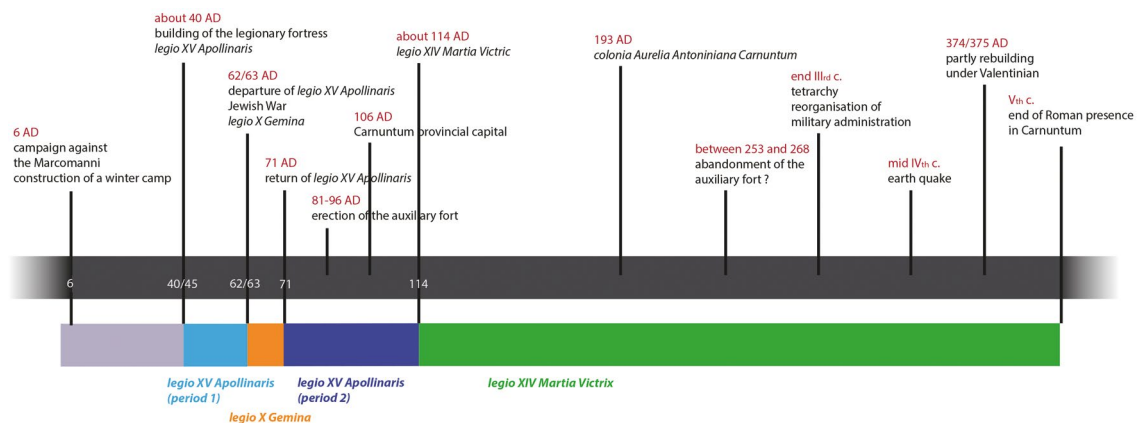 about 40 AD
building of the legionary fortress
legio XV Apollinaris
about 114 AD
legio XIV Martia Victric
193 AD
colonia Aurelia Antoniniana Carnuntum
374/375 AD
partly rebuilding
under Valentinian
62/63 AD
departure of legio XV Apollinaris
Jewish War
legio X Gemina
end IIIrd c.
tetrarchy
reorganisation of
military administration
Vth c.
end of Roman presence
in Carnuntum
106 AD
Carnuntum provincial capital
6 AD
campaign against
the Marcomanni
construction of a winter camp
between 253 and 268
abandonment of the
auxiliary fort ?
71 AD
return of legio XV Apollinaris
mid IVth c.
earth quake
81-96 AD
erection of the auxiliary fort
6
40/45
62/63
71
114
legio XV Apollinaris
(period 1)
legio XV Apollinaris
(period 2)
legio XIV Martia Victrix
legio X Gemina